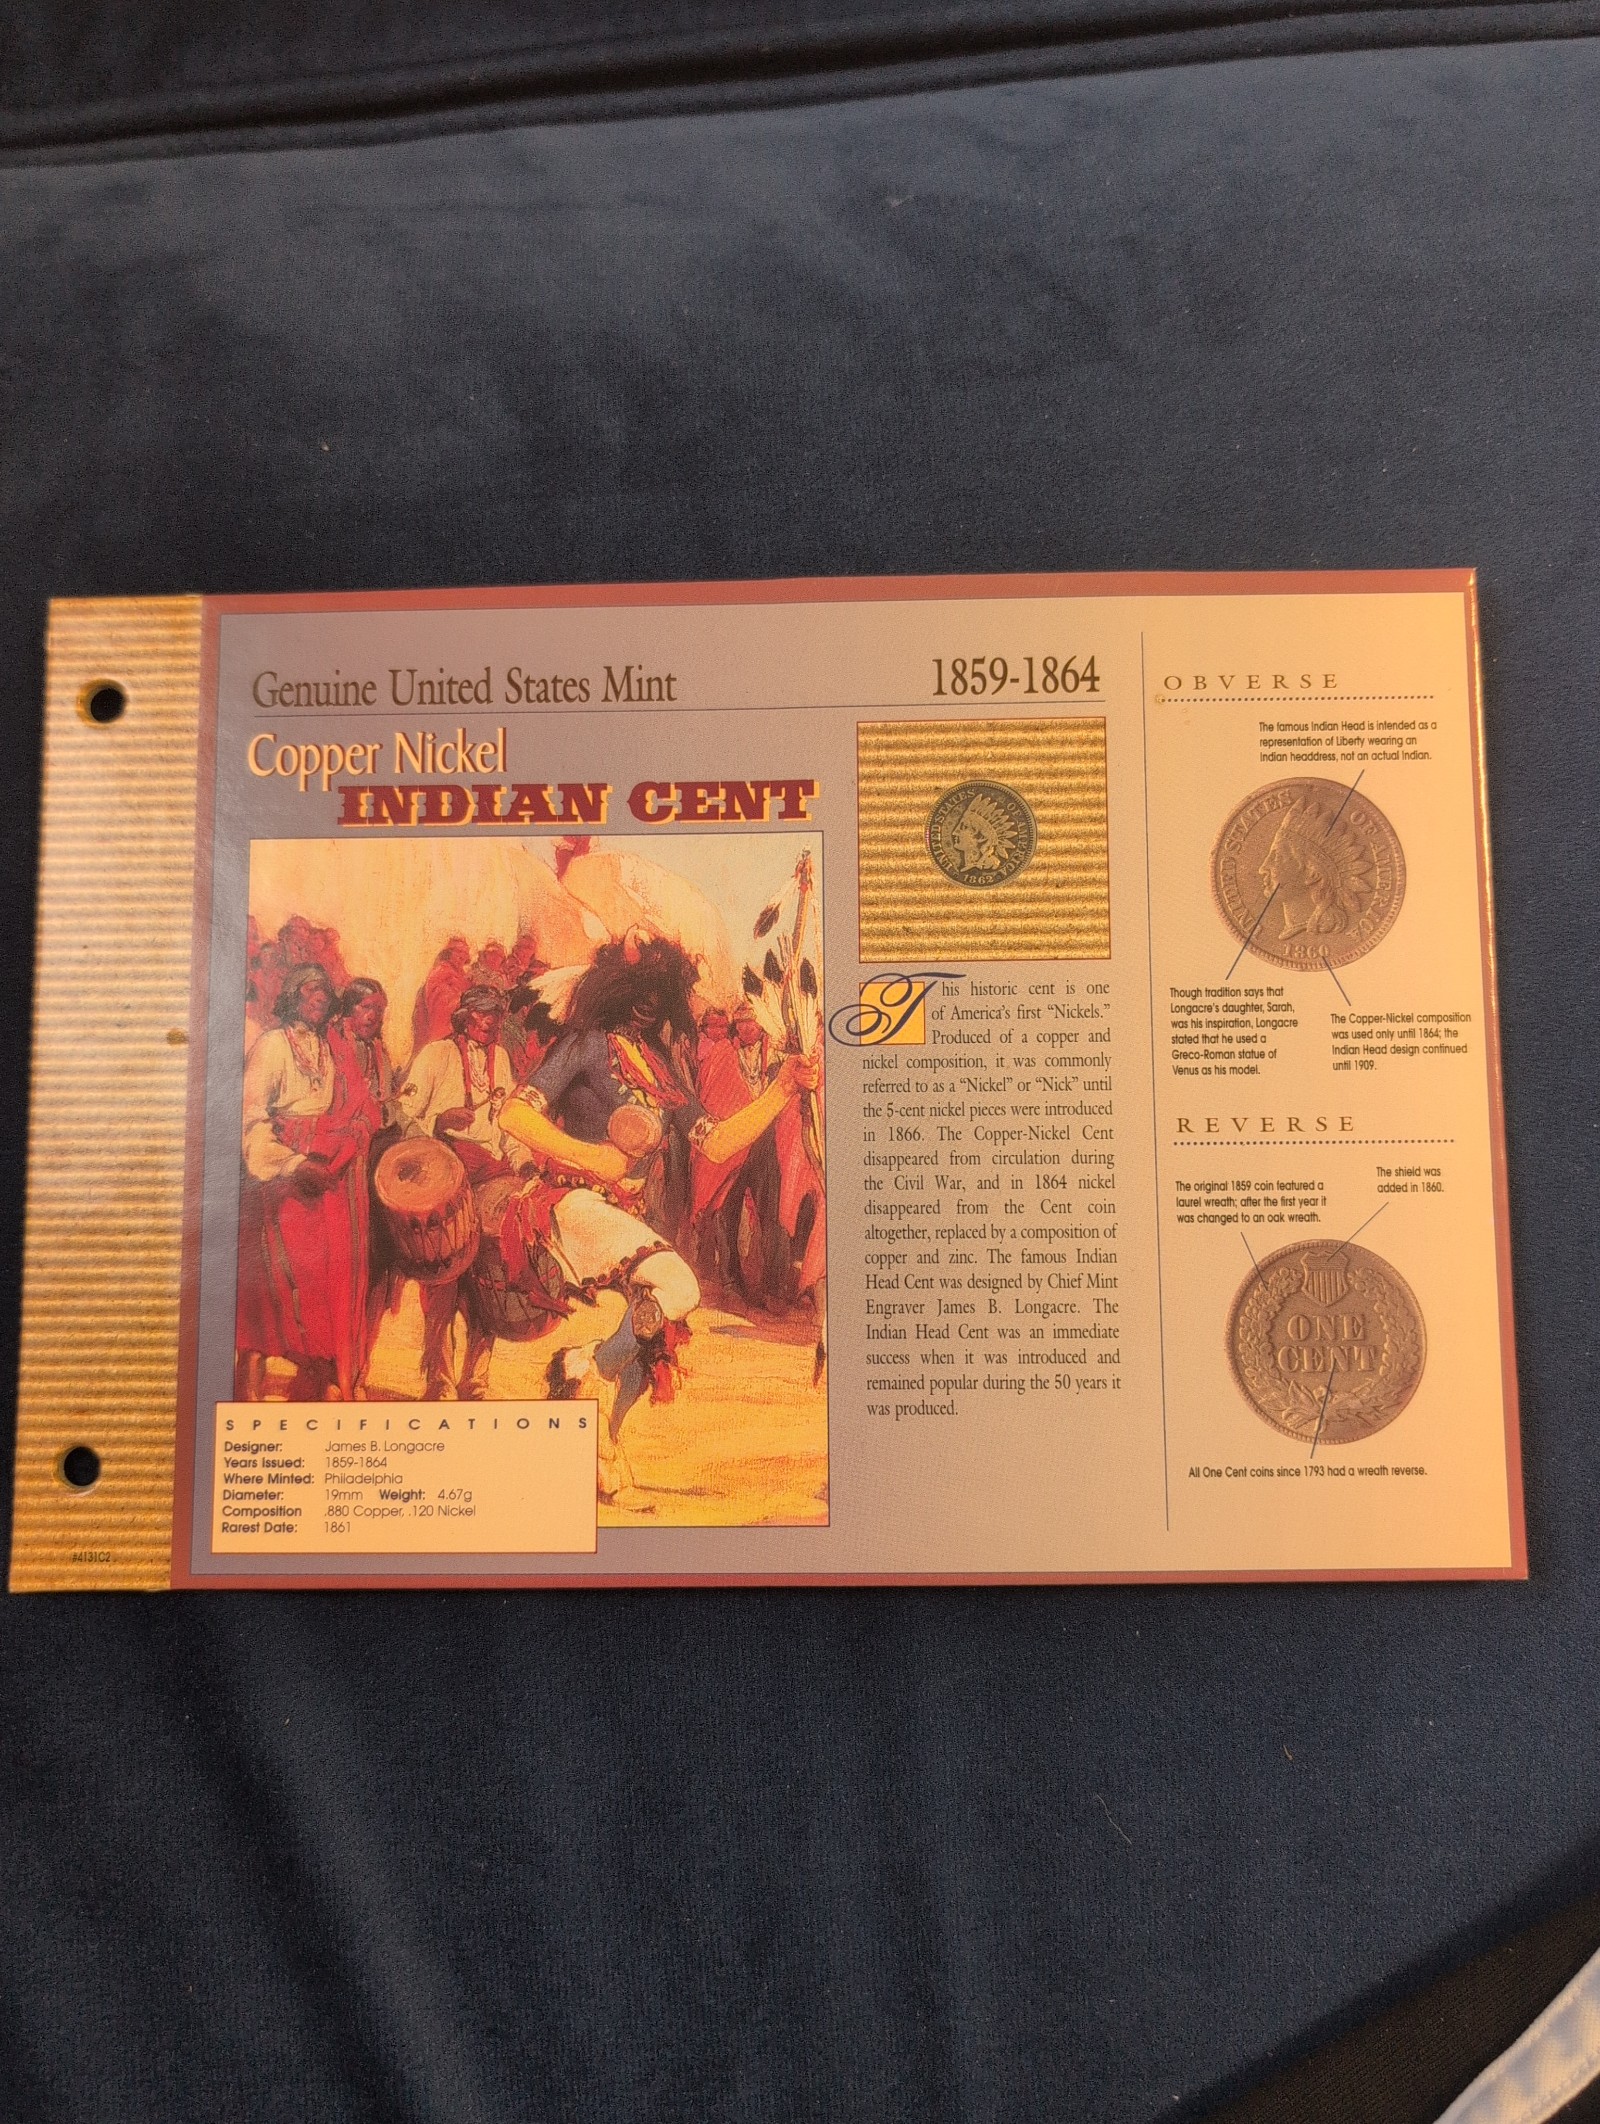 Genuine United States Mint
1859-1864
Copper Nickel
INDIAN CENT
UNITED STATES OF AMERICA
1862
This historic cent is one
of America's first "Nickels."
Produced of a copper and
nickel composition, it was commonly
referred to as a "Nickel" or "Nick" until
the 5-cent nickel pieces were introduced
in 1866. The Copper-Nickel Cent
disappeared from circulation during
the Civil War, and in 1864 nickel
disappeared from the Cent coin
altogether, replaced by a composition of
copper and zinc. The famous Indian
Head Cent was designed by Chief Mint
Engraver James B. Longacre. The
Indian Head Cent was an immediate
success when it was introduced and
remained popular during the 50 years it
was produced.
SPECIFICATIONS
Designer: James B. Longacre
Years Issued: 1859-1864
Where Minted: Philadelphia
Diameter: 19mm Weight: 4.67g
Composition .880 Copper, .120 Nickel
Rarest Date: 1861
#4131C2
OBVERSE
The famous Indian Head is intended as a
representation of Liberty wearing an
Indian headdress, not an actual Indian.
UNITED STATES OF AMERICA
1860
Though tradition says that
Longacre's daughter, Sarah,
was his inspiration, Longacre
stated that he used a
Greco-Roman statue of
Venus as his model.
The Copper-Nickel composition
was used only until 1864; the
Indian Head design continued
until 1909.
REVERSE
The original 1859 coin featured a
laurel wreath; after the first year it
was changed to an oak wreath.
The shield was
added in 1860.
ONE
CENT
All One Cent coins since 1793 had a wreath reverse.